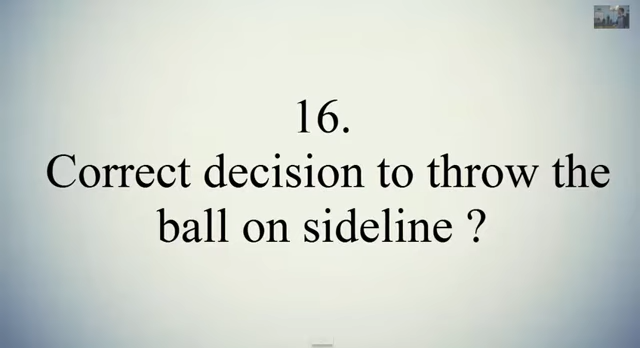 16.
Correct decision to throw the
ball on sideline ?